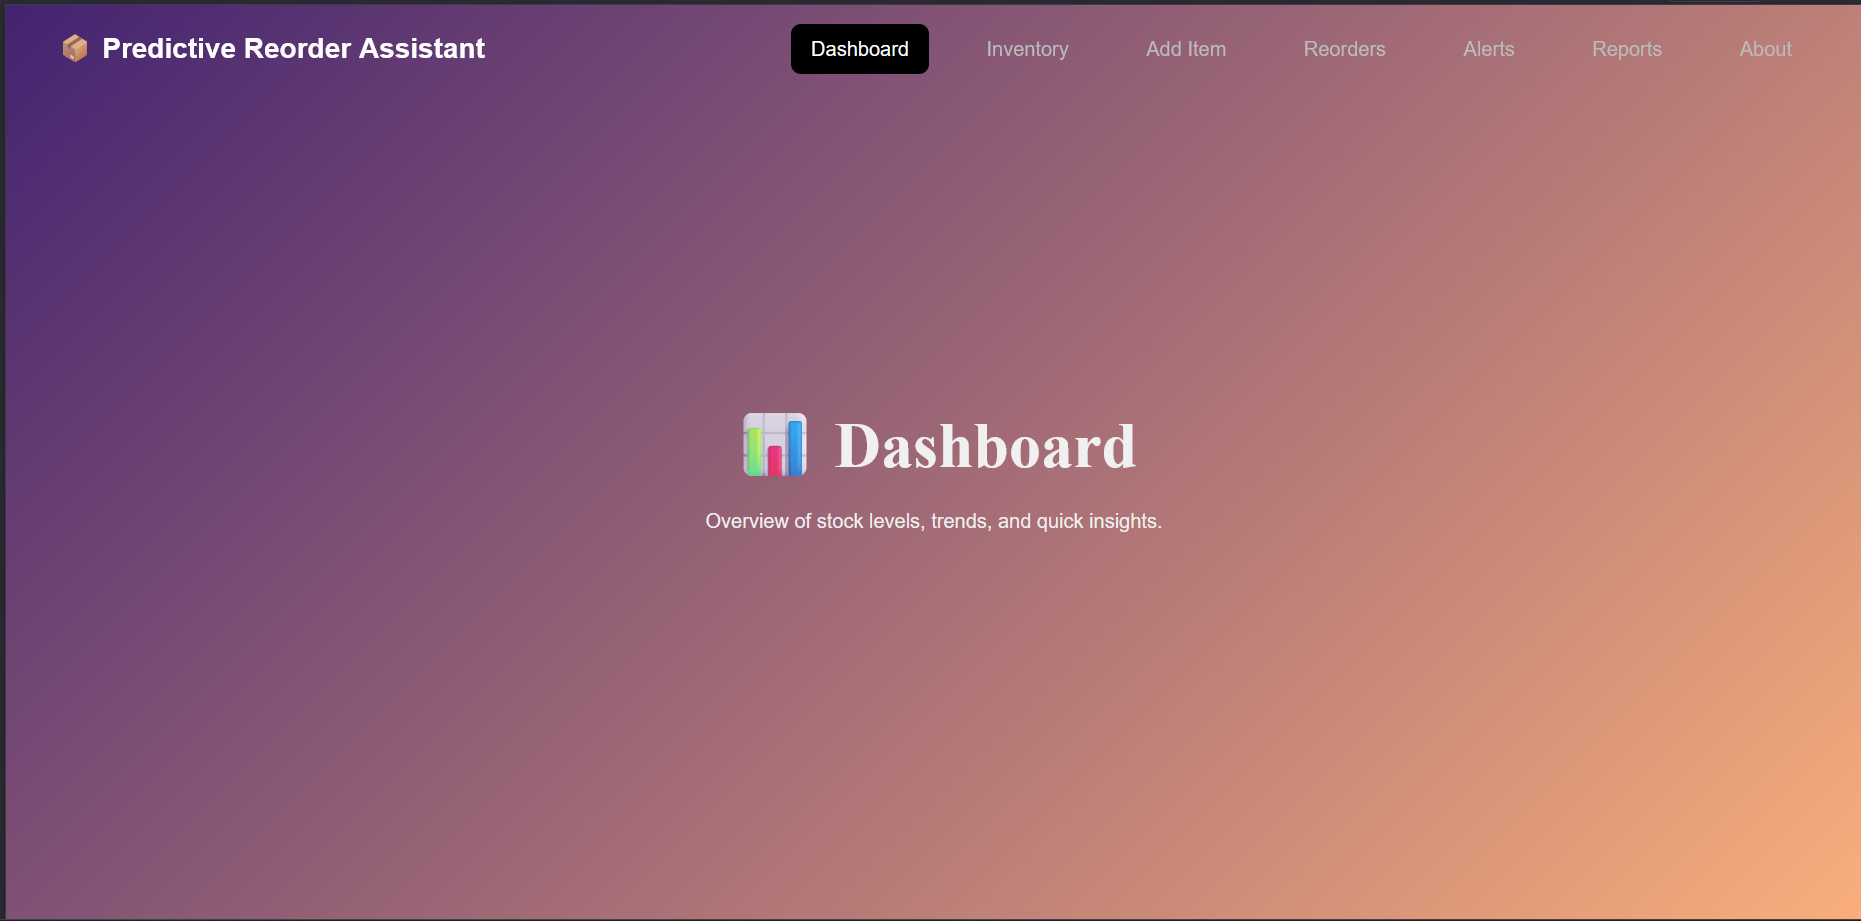 Predictive Reorder Assistant
Dashboard Inventory Add Item Reorders Alerts Reports About
Dashboard
Overview of stock levels, trends, and quick insights.